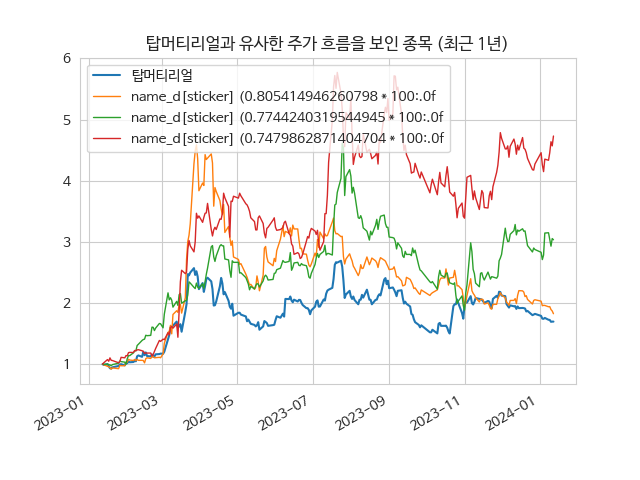 탑머티리얼과 유사한 주가 흐름을 보인 종목 (최근 1년)
6
5
4
3
2
1
탑머티리얼
name_d[sticker] (0.805414946260798 * 100:.0f
name_d[sticker] (0.7744240319544945 * 100:.0f
name_d[sticker] (0.7479862871404704 * 100:.0f
2023-01
2023-03
2023-05
2023-07
2023-09
2023-11
2024-01